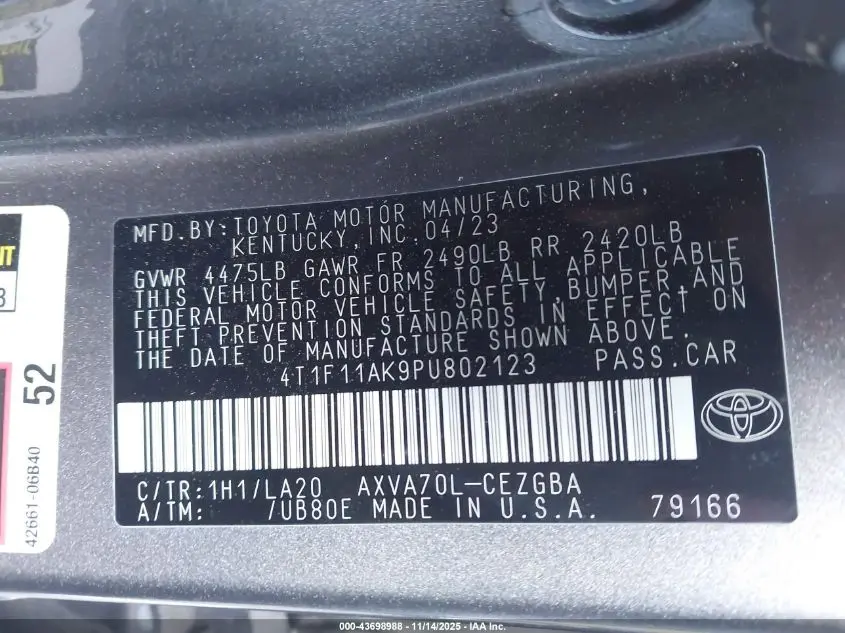 MFD.BY: TOYOTA MOTOR MANUFACTURING,
KENTUCKY, INC. 04/23
GVWR 4475LB GAWR FR 2490LB RR 2420LB
THIS VEHICLE CONFORMS TO ALL APPLICABLE
FEDERAL MOTOR VEHICLE SAFETY, BUMPER, AND
THEFT PREVENTION STANDARDS IN EFFECT ON
THE DATE OF MANUFACTURE SHOWN ABOVE.
4T1F11AK9PU802123 PASS.CAR
C/TR: 1H1/LA20 AXVA70L-CEZGBA
A/TM: /UB80E MADE IN U.S.A. 79166
52
42661-06B40
000-43698988 - 11/14/2025 - IAA Inc.